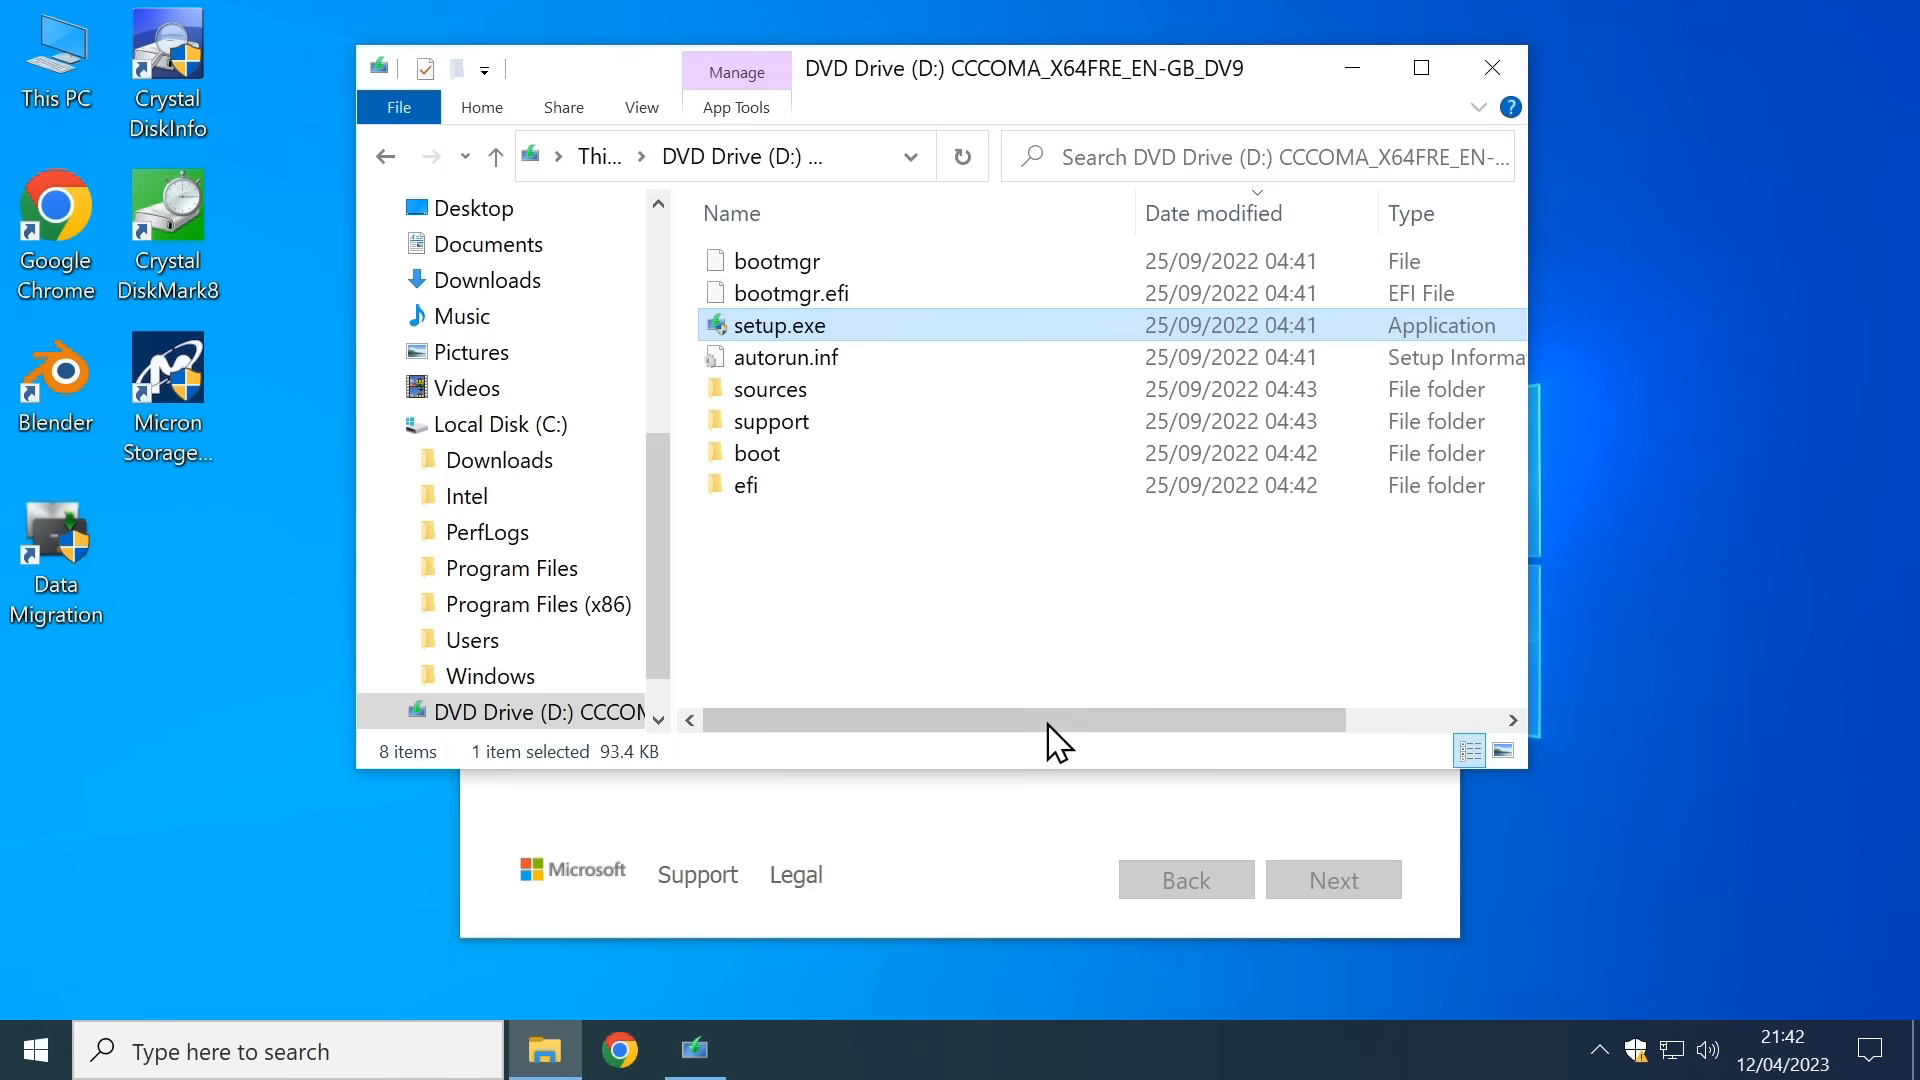 This PC
Crystal
DiskInfo
Google
Chrome
Crystal
DiskMark8
Blender
Micron
Storage...
Data
Migration
Manage
DVD Drive (D:) CCCOMA_X64FRE_EN-GB_DV9
File
Home
Share
View
App Tools
?
Thi...
DVD Drive (D:) ...
Search DVD Drive (D:) CCCOMA_X64FRE_EN-...
Desktop
Documents
Downloads
Music
Pictures
Videos
Local Disk (C:)
Downloads
Intel
PerfLogs
Program Files
Program Files (x86)
Users
Windows
DVD Drive (D:) CCCOM
Name Date modified Type
bootmgr 25/09/2022 04:41 File
bootmgr.efi 25/09/2022 04:41 EFI File
setup.exe 25/09/2022 04:41 Application
autorun.inf 25/09/2022 04:41 Setup Informa
sources 25/09/2022 04:43 File folder
support 25/09/2022 04:43 File folder
boot 25/09/2022 04:42 File folder
efi 25/09/2022 04:42 File folder
8 items 1 item selected 93.4 KB
Microsoft Support Legal Back Next
Type here to search
21:42
12/04/2023